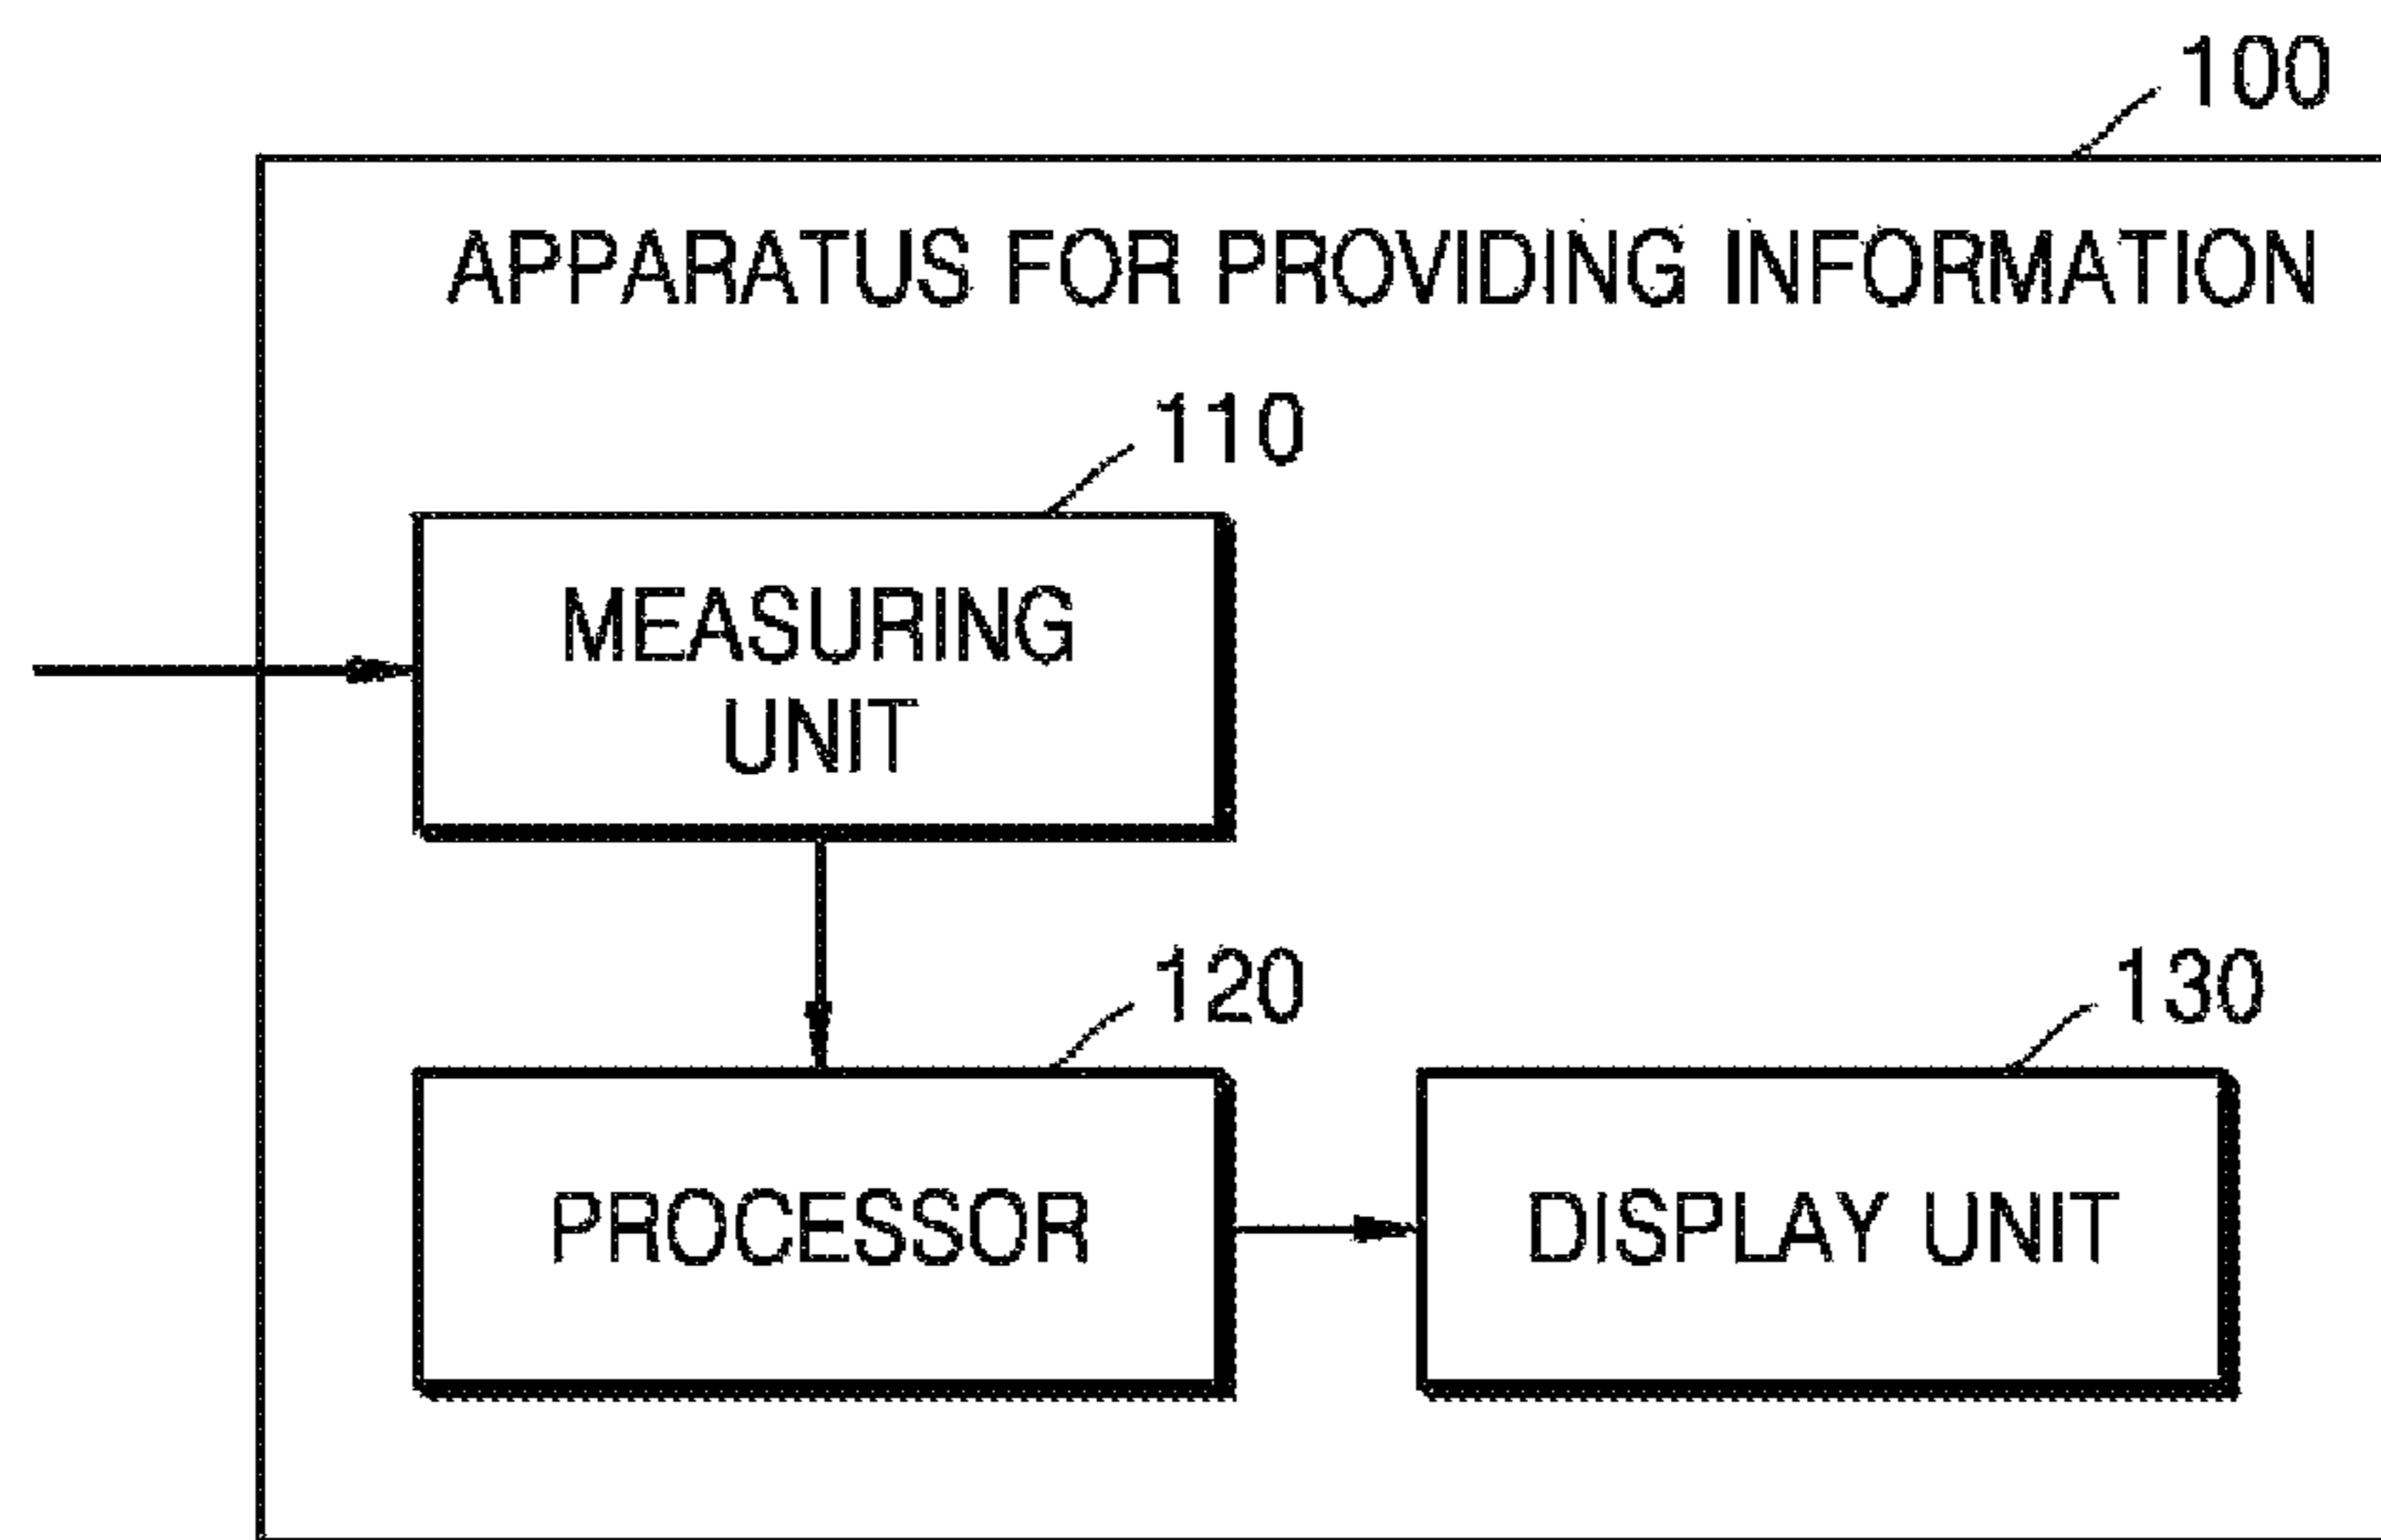 100
APPARATUS FOR PROVIDING INFORMATION
110
MEASURING
UNIT
120
130
PROCESSOR
DISPLAY UNIT